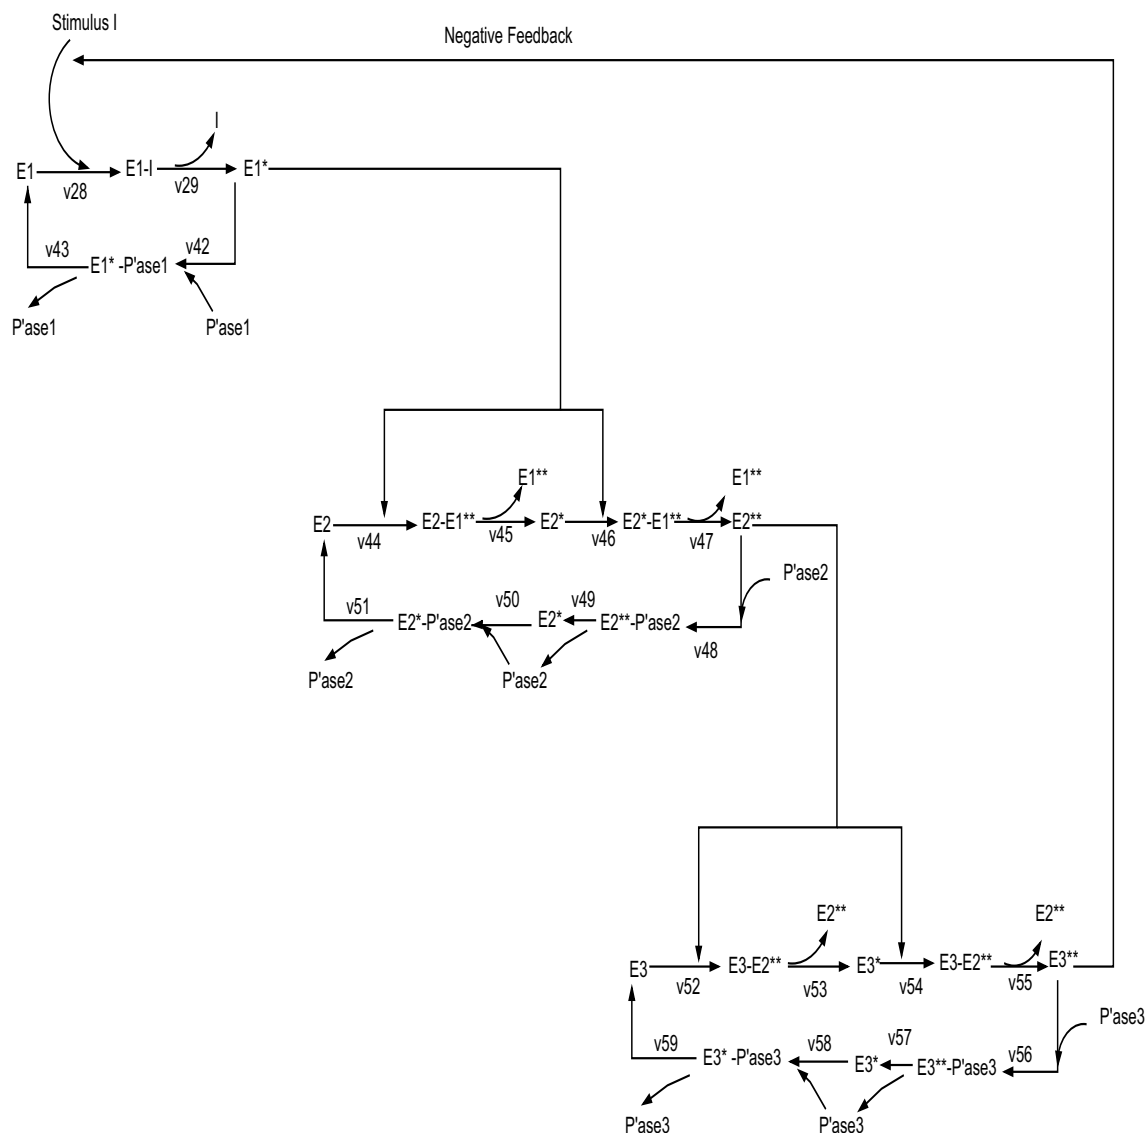 Stimulus I
Negative Feedback
I
E1
E1-I
E1*
v28
v29
v43
E1* -P'ase1
v42
P'ase1
P'ase1
E1**
E1**
E2
E2-E1**
E2*
E2*-E1**
E2**
v44
v45
v46
v47
P'ase2
v51
v50
v49
E2*-P'ase2
E2*
E2**-P'ase2
v48
P'ase2
P'ase2
E2**
E2**
E3
E3-E2**
E3*
E3-E2**
E3**
v52
v53
v54
v55
P'ase3
v59
v58
v57
v56
E3* -P'ase3
E3*
E3**-P'ase3
P'ase3
P'ase3